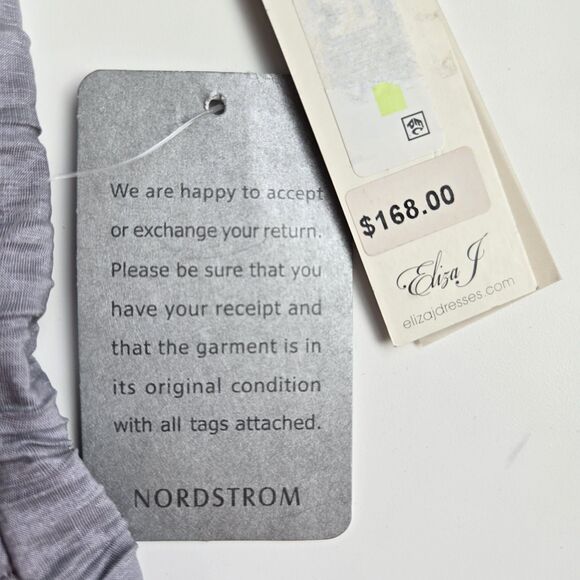 We are happy to accept
or exchange your return.
Please be sure that you
have your receipt and
that the garment is in
its original condition
with all tags attached.
NORDSTROM
$168.00
Eliza J
elizajdresses.com